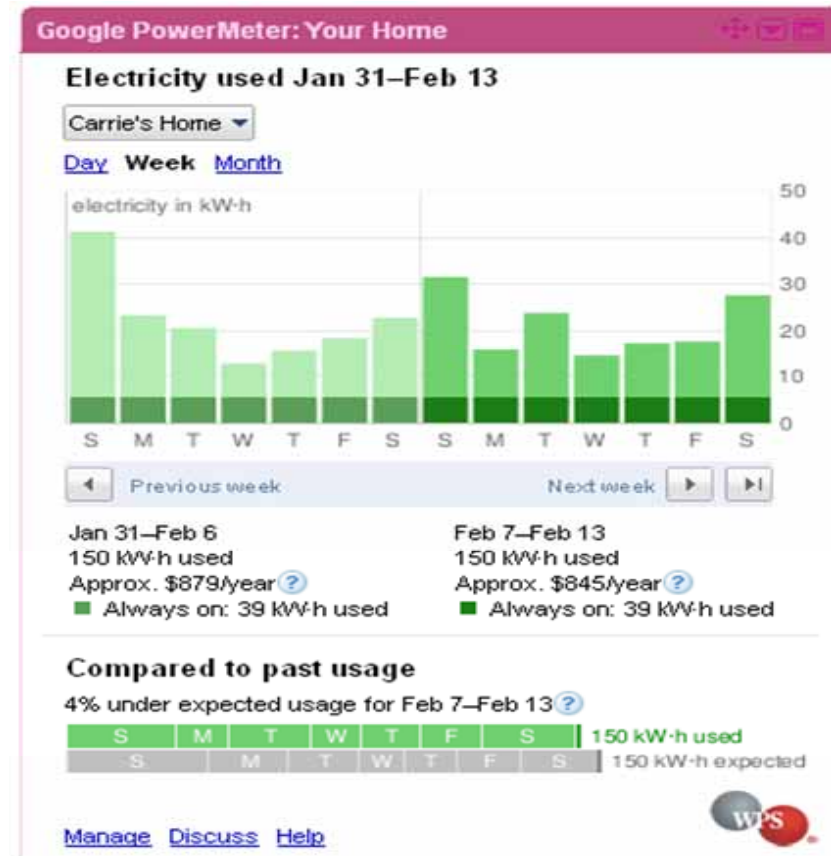 Google PowerMeter: Your Home
Electricity used Jan 31–Feb 13
Carrie's Home
Day Week Month
electricity in kW·h
50
40
30
20
10
0
S M T W T F S S M T W T F S
Previous week Next week
Jan 31–Feb 6 Feb 7–Feb 13
150 kW·h used 150 kW·h used
Approx. $879/year ? Approx. $845/year ?
Always on: 39 kW·h used Always on: 39 kW·h used
Compared to past usage
4% under expected usage for Feb 7–Feb 13 ?
S M T W T F S 150 kW·h used
S M T W T F S 150 kW·h expected
WPS
Manage Discuss Help